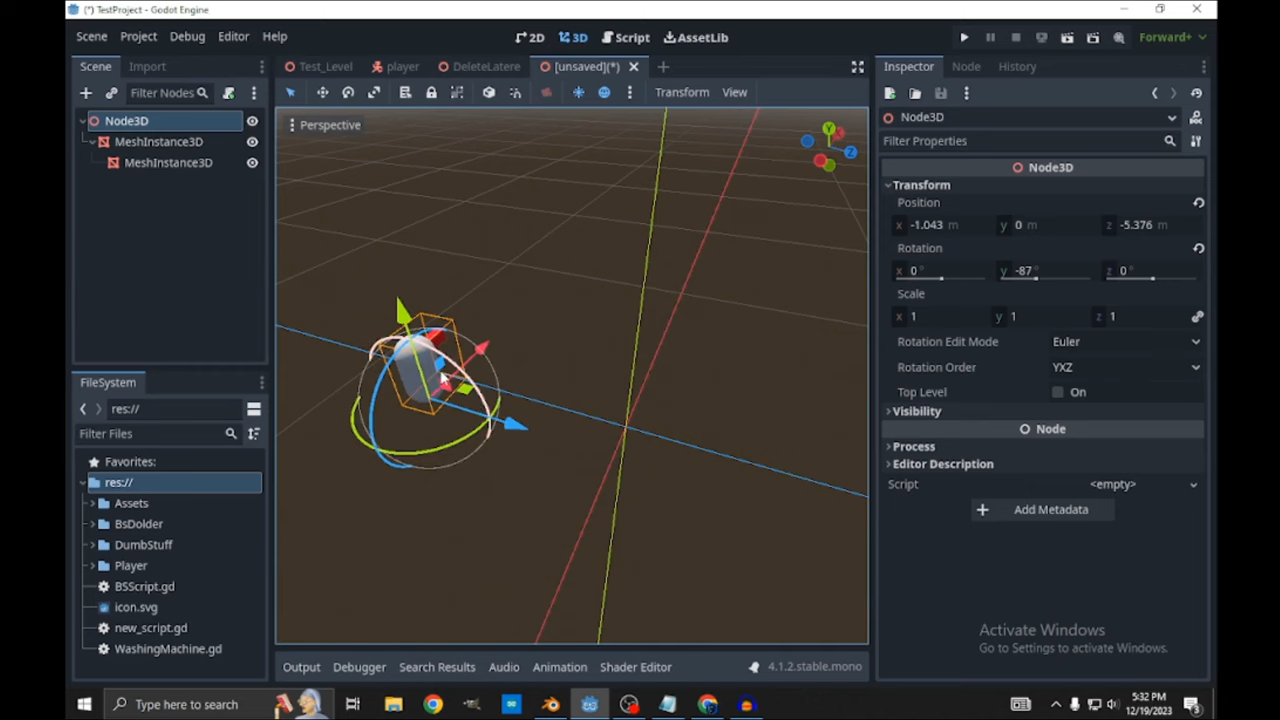 (*) TestProject - Godot Engine
Scene Project Debug Editor Help
2D 3D Script AssetLib
Forward+
Scene Import
Test_Level player DeleteLatere [unsaved](*)
Inspector Node History
Filter Nodes
Transform View
Node3D
MeshInstance3D
MeshInstance3D
Perspective
Y
Z
Node3D
Filter Properties
Node3D
Transform
Position
x -1.043 m y 0 m z -5.376 m
Rotation
x 0° y -87° z 0°
Scale
x 1 y 1 z 1
Rotation Edit Mode Euler
Rotation Order YXZ
Top Level On
Visibility
Node
Process
Editor Description
Script <empty>
Add Metadata
FileSystem
res://
Filter Files
Favorites:
res://
Assets
BsDolder
DumbStuff
Player
BSScript.gd
icon.svg
new_script.gd
WashingMachine.gd
Activate Windows
Go to Settings to activate Windows.
Output Debugger Search Results Audio Animation Shader Editor
4.1.2.stable.mono
Type here to search
5:32 PM
12/19/2023
3